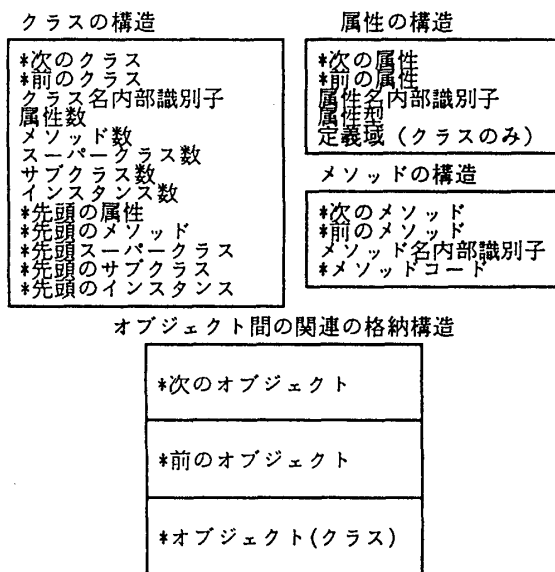 クラスの構造
*次のクラス
*前のクラス
クラス名内部識別子
属性数
メソッド数
スーパークラス数
サブクラス数
インスタンス数
*先頭の属性
*先頭のメソッド
*先頭スーパークラス
*先頭のサブクラス
*先頭のインスタンス
属性の構造
*次の属性
*前の属性
属性名内部識別子
属性型
定義域（クラスのみ）
メソッドの構造
*次のメソッド
*前のメソッド
メソッド名内部識別子
*メソッドコード
オブジェクト間の関連の格納構造
*次のオブジェクト
*前のオブジェクト
*オブジェクト(クラス)